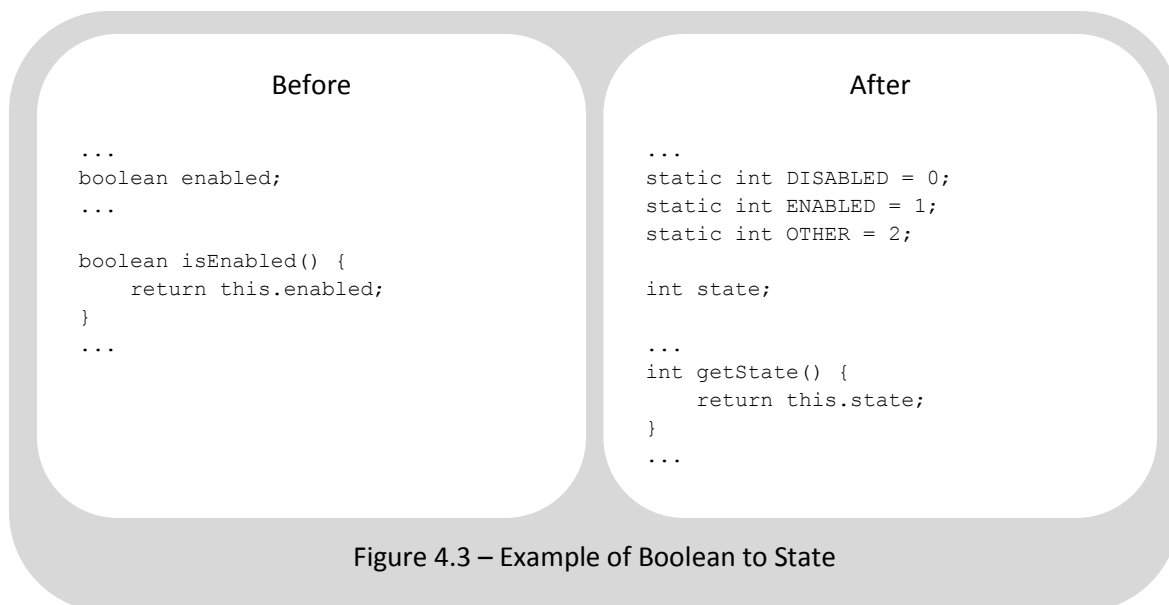 Before
...
boolean enabled;
...
boolean isEnabled() {
    return this.enabled;
}
...
After
...
static int DISABLED = 0;
static int ENABLED = 1;
static int OTHER = 2;
int state;
...
int getState() {
    return this.state;
}
...
Figure 4.3 – Example of Boolean to State